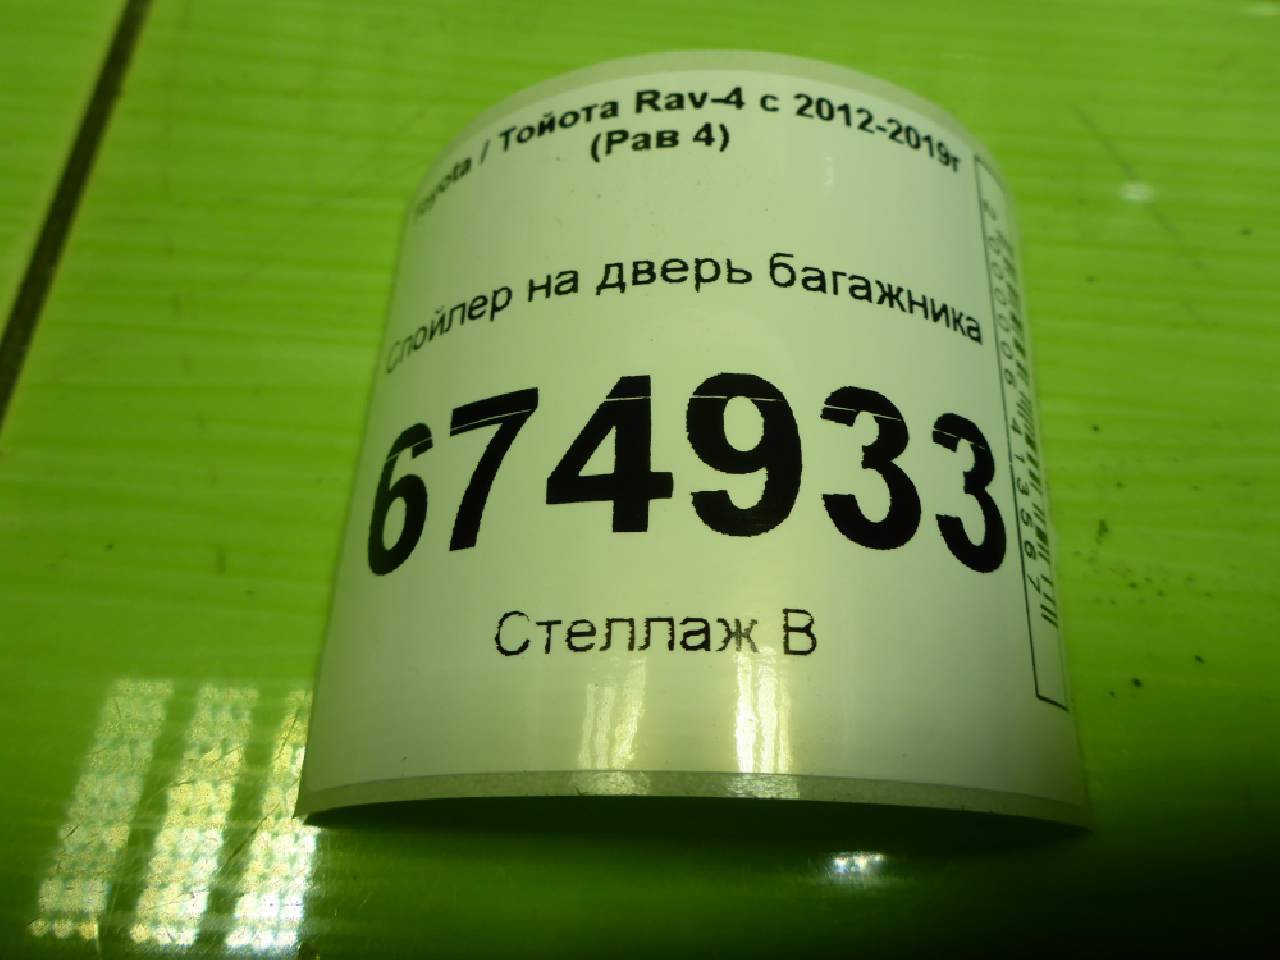 Toyota / Тойота Rav-4 с 2012-2019г
(Рав 4)
Спойлер на дверь багажника
674933
Стеллаж В